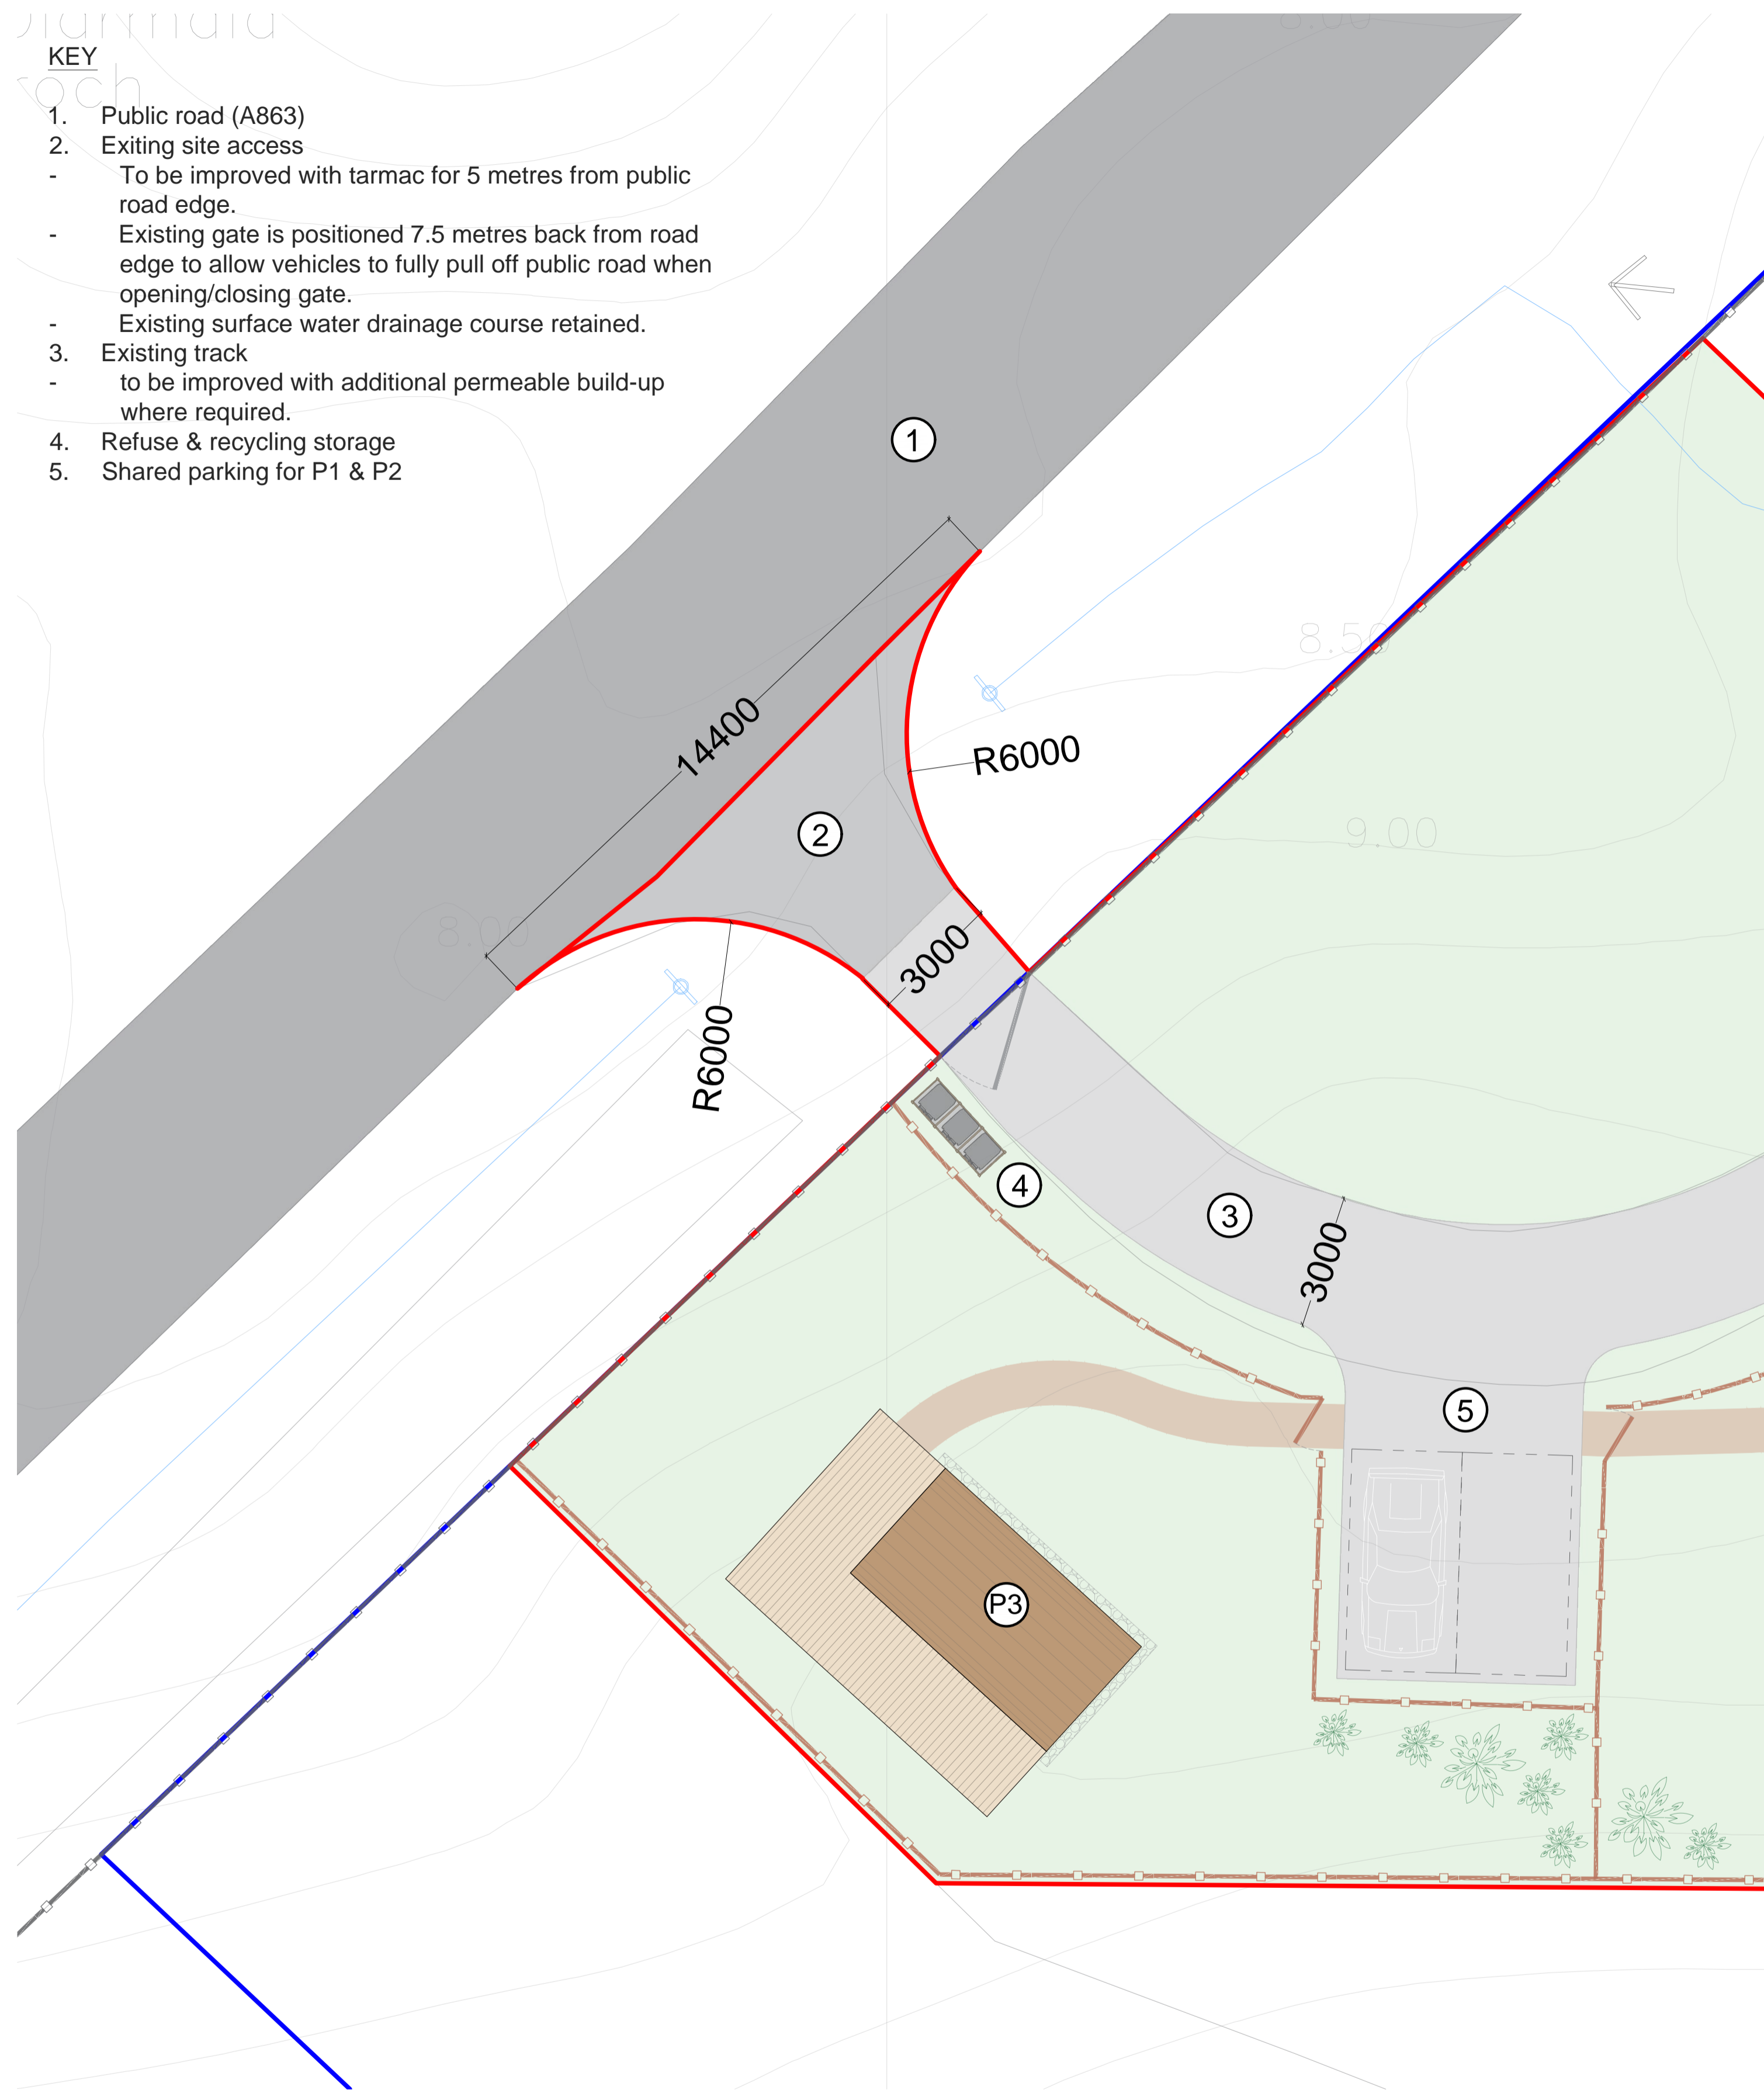 KEY
1. Public road (A863)
2. Exiting site access
- To be improved with tarmac for 5 metres from public
road edge.
- Existing gate is positioned 7.5 metres back from road
edge to allow vehicles to fully pull off public road when
opening/closing gate.
- Existing surface water drainage course retained.
3. Existing track
- to be improved with additional permeable build-up
where required.
4. Refuse & recycling storage
5. Shared parking for P1 & P2
1
14400
8.50
R6000
2
9.00
8.00
3000
R6000
4
3
3000
5
P3